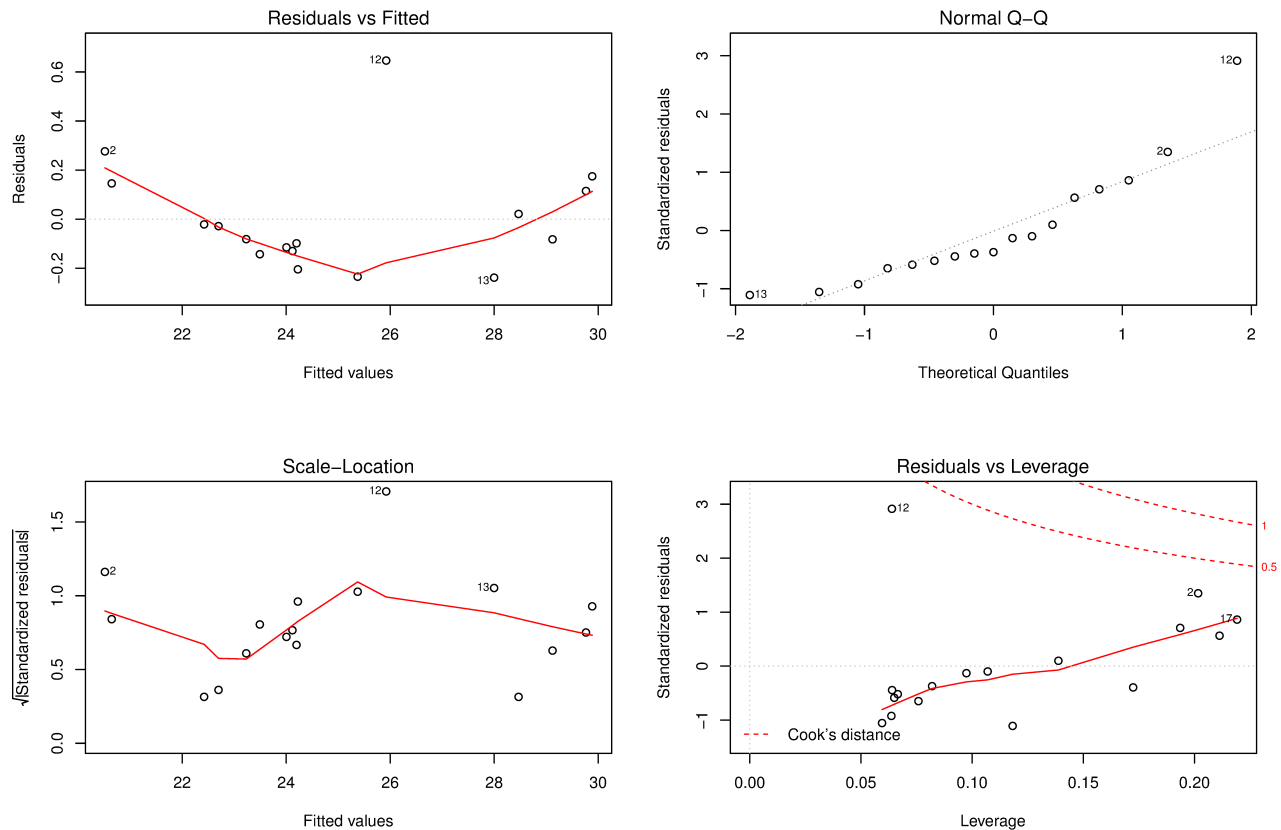 Residuals vs Fitted
Residuals
−0.2 0.0 0.2 0.4 0.6
12
2
13
22 24 26 28 30
Fitted values
Normal Q−Q
Standardized residuals
−1 0 1 2 3
12
2
13
−2 −1 0 1 2
Theoretical Quantiles
Scale−Location
√|Standardized residuals|
0.0 0.5 1.0 1.5
12
2
13
22 24 26 28 30
Fitted values
Residuals vs Leverage
Standardized residuals
−1 0 1 2 3
12
1
0.5
2
17
Cook's distance
0.00 0.05 0.10 0.15 0.20
Leverage